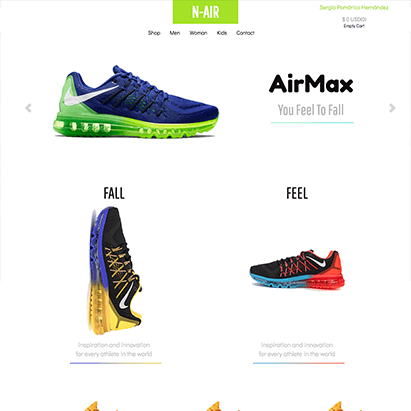 N-AIR
Sergio Pomárico Hernández
$ 0 USD(0)
Empty Cart
Shop Men Woman Kids Contact
AirMax
You Feel To Fall
FALL
FEEL
Inspiration and innovation
for every athlete in the world
Inspiration and innovation
for every athlete in the world